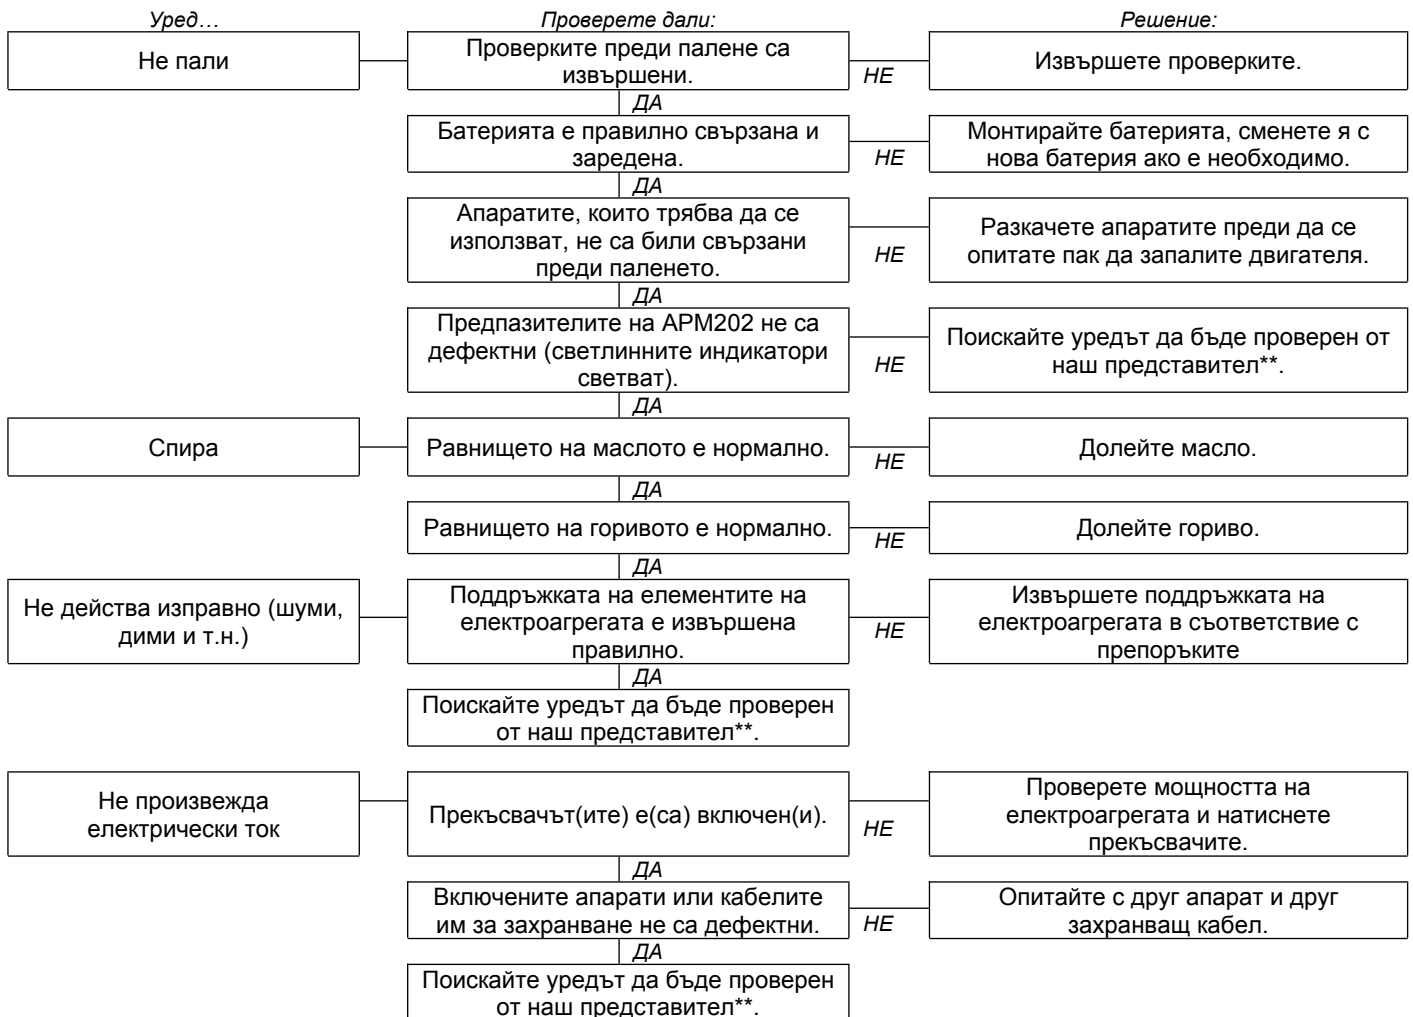 Уред…
Проверете дали:
Решение:
Не пали
Проверките преди палене са
извършени.
НЕ
Извършете проверките.
ДА
Батерията е правилно свързана и
заредена.
НЕ
Монтирайте батерията, сменете я с
нова батерия ако е необходимо.
ДА
Апаратите, които трябва да се
използват, не са били свързани
преди паленето.
НЕ
Разкачете апаратите преди да се
опитате пак да запалите двигателя.
ДА
Предпазителите на APM202 не са
дефектни (светлинните индикатори
светват).
НЕ
Поискайте уредът да бъде проверен от
наш представител**.
ДА
Спира
Равнището на маслото е нормално.
НЕ
Долейте масло.
ДА
Равнището на горивото е нормално.
НЕ
Долейте гориво.
ДА
Не действа изправно (шуми,
дими и т.н.)
Поддръжката на елементите на
електроагрегата е извършена
правилно.
НЕ
Извършете поддръжката на
електроагрегата в съответствие с
препоръките
ДА
Поискайте уредът да бъде проверен
от наш представител**.
Не произвежда
електрически ток
Прекъсвачът(ите) е(са) включен(и).
НЕ
Проверете мощността на
електроагрегата и натиснете
прекъсвачите.
ДА
Включените апарати или кабелите
им за захранване не са дефектни.
НЕ
Опитайте с друг апарат и друг
захранващ кабел.
ДА
Поискайте уредът да бъде проверен
от наш представител**.